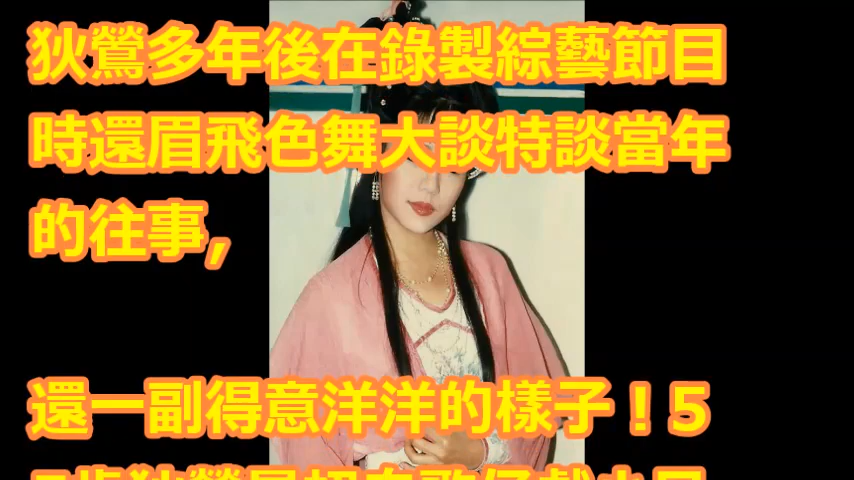 狄鶯多年後在錄製綜藝節目
時還眉飛色舞大談特談當年
的往事，
還一副得意洋洋的樣子！5